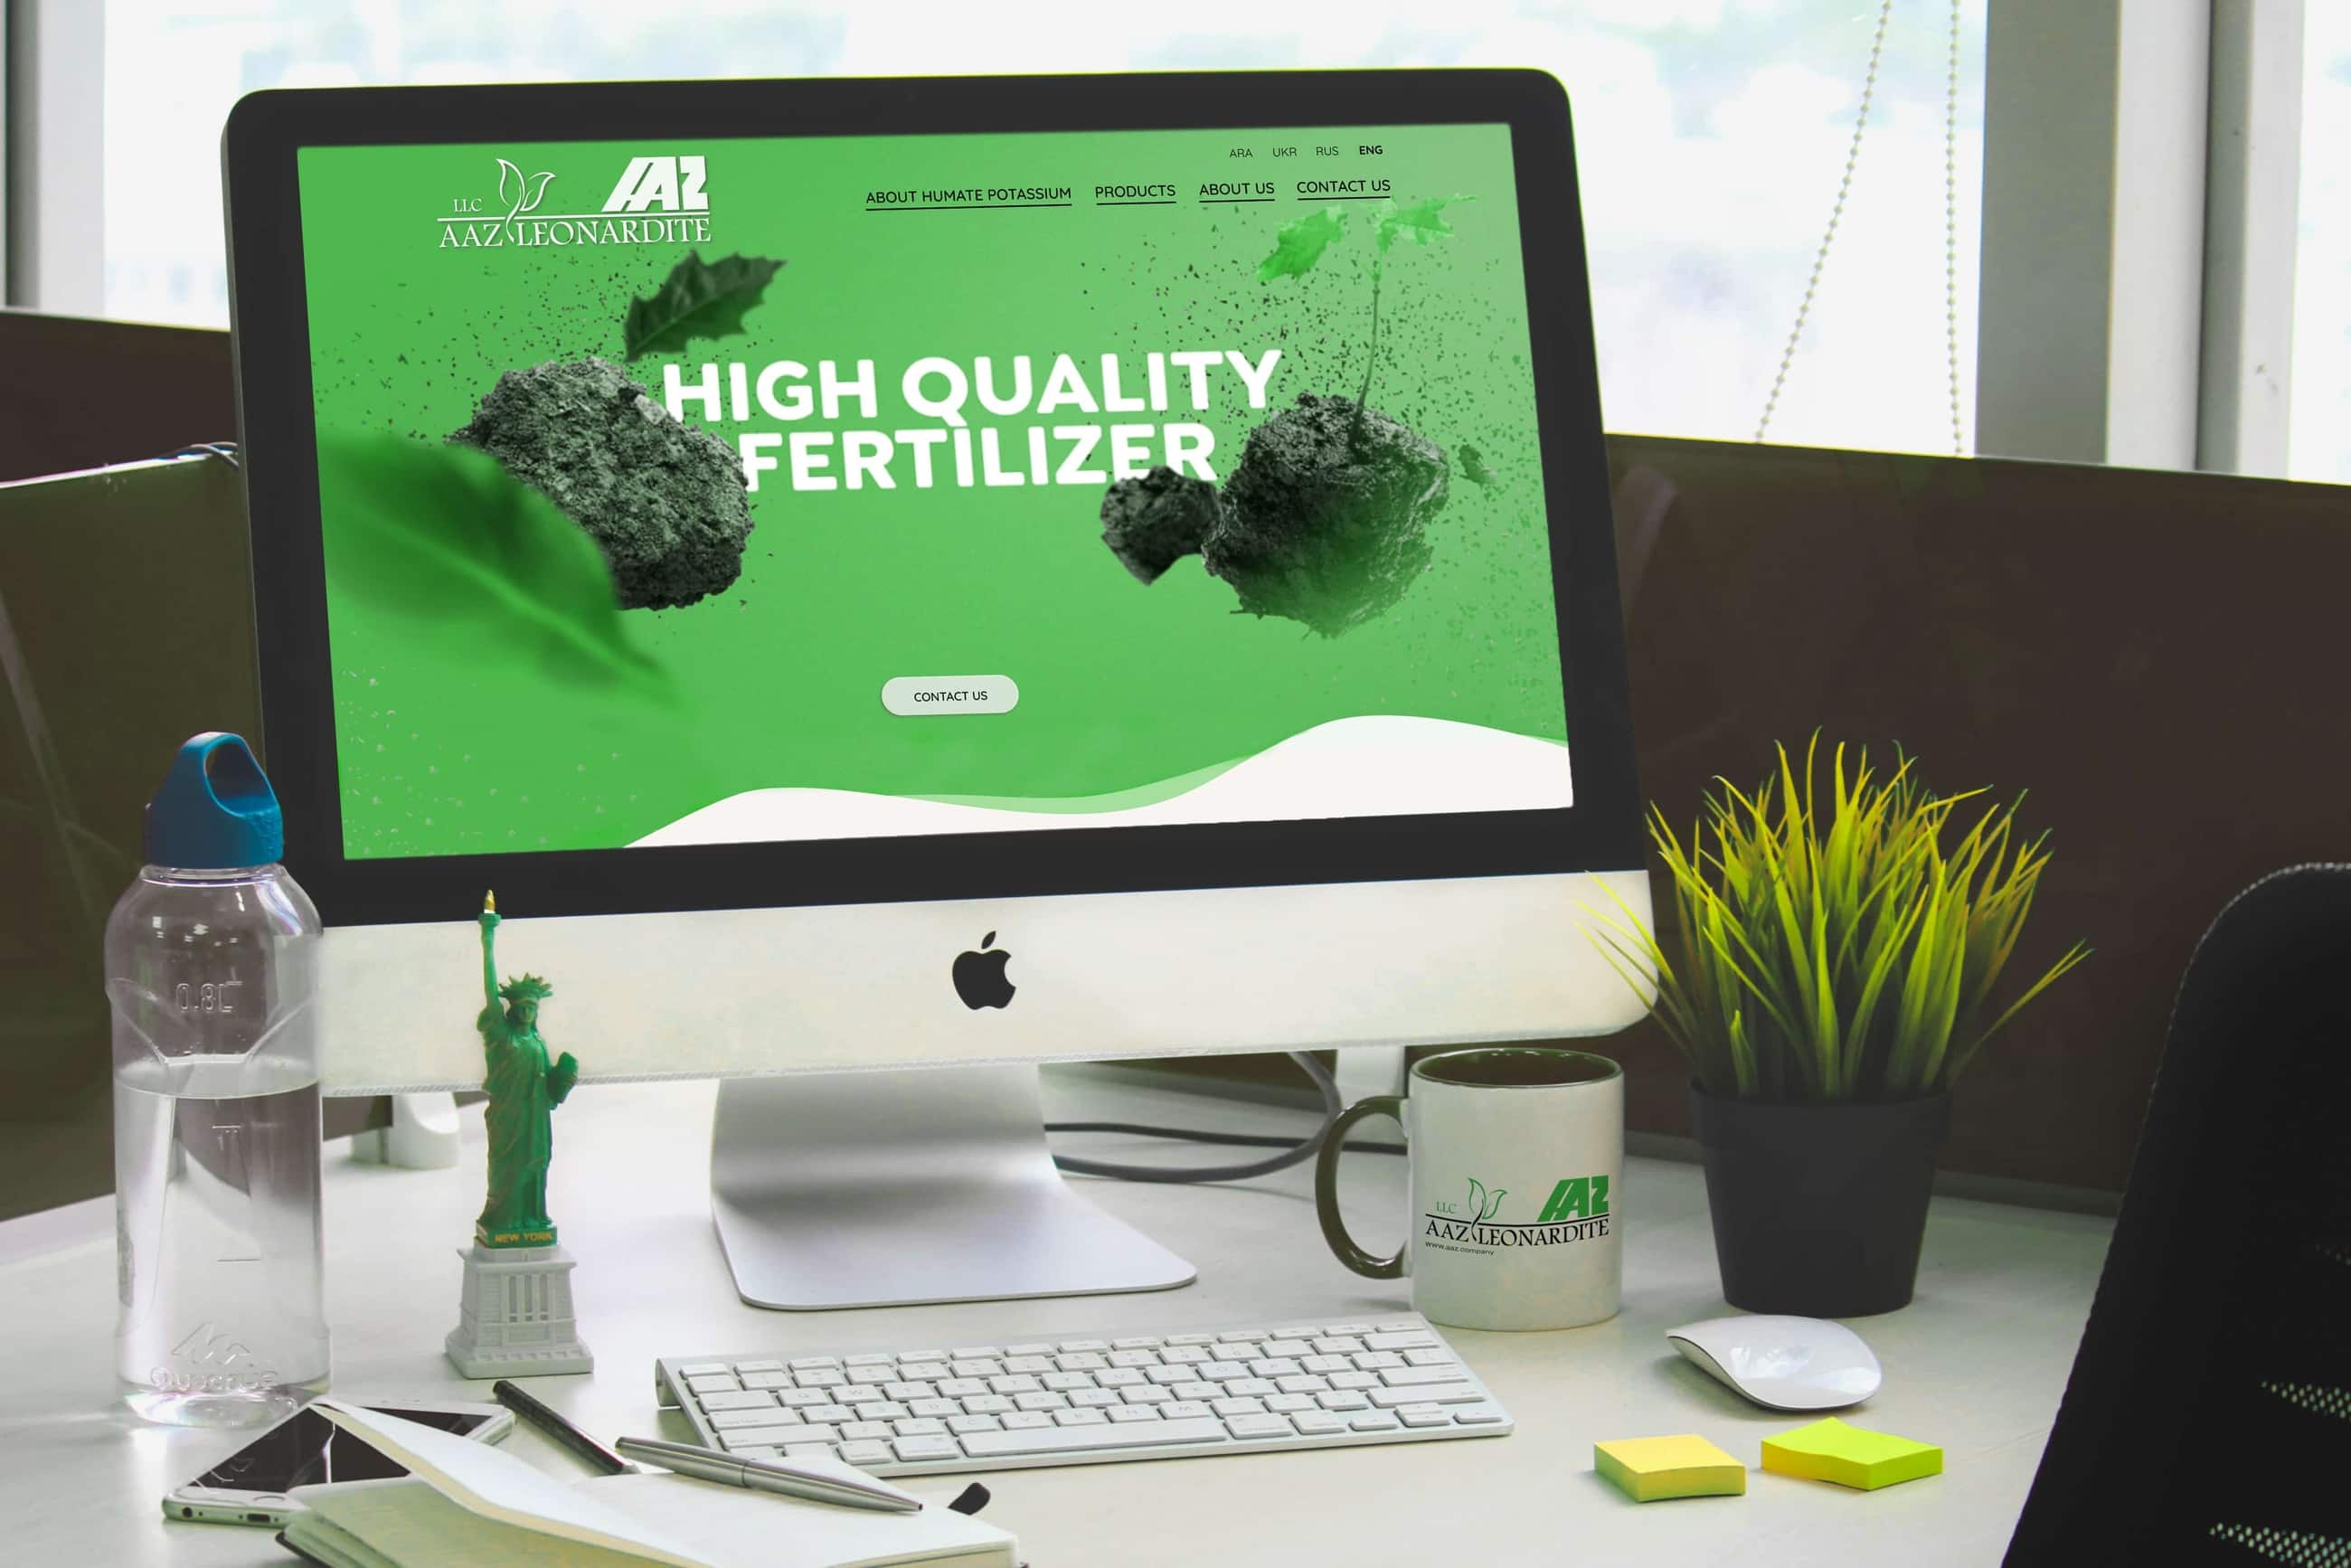 LLC
AAZ
AAZ LEONARDITE
ARA UKR RUS ENG
ABOUT HUMATE POTASSIUM PRODUCTS ABOUT US CONTACT US
HIGH QUALITY
FERTILIZER
CONTACT US
0.8L
NEW YORK
Quechua
LLC
AAZ
AAZ LEONARDITE
www.aaz.company